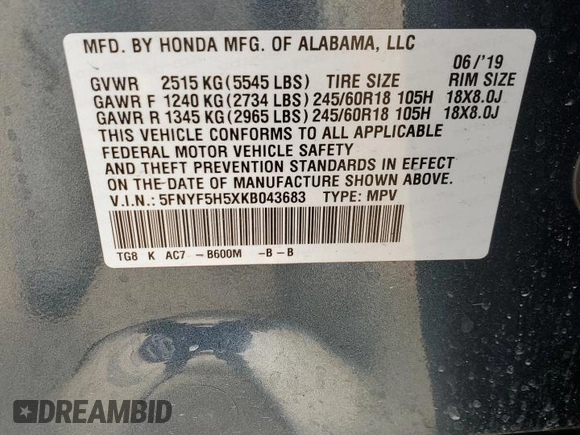 MFD. BY HONDA MFG. OF ALABAMA, LLC
06/'19
GVWR 2515 KG(5545 LBS) TIRE SIZE RIM SIZE
GAWR F 1240 KG(2734 LBS)245/60R18 105H 18X8.0J
GAWR R 1345 KG(2965 LBS)245/60R18 105H 18X8.0J
THIS VEHICLE CONFORMS TO ALL APPLICABLE
FEDERAL MOTOR VEHICLE SAFETY
AND THEFT PREVENTION STANDARDS IN EFFECT
ON THE DATE OF MANUFACTURE SHOWN ABOVE.
V.I.N.: 5FNYF5H5XKB043683 TYPE: MPV
TG8 K AC7 – B600M –B – B
DREAMBID